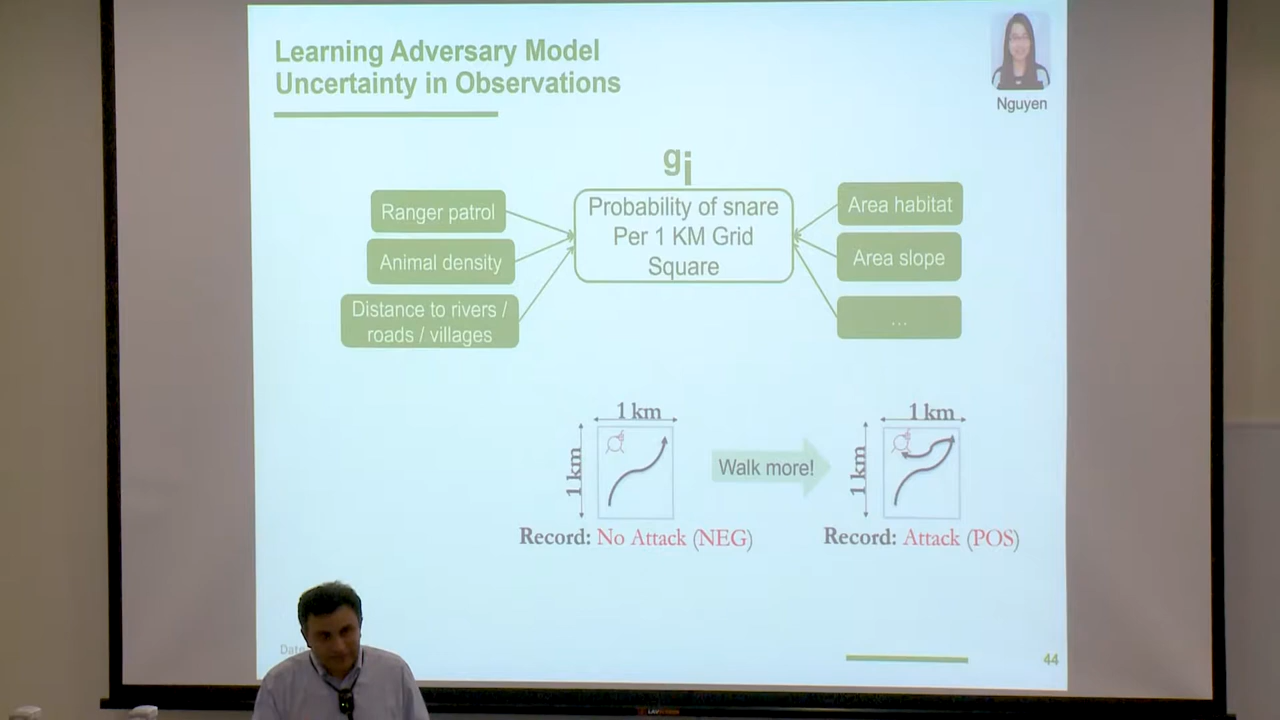 Learning Adversary Model
Uncertainty in Observations
Nguyen
gi
Ranger patrol
Animal density
Distance to rivers /
roads / villages
Probability of snare
Per 1 KM Grid
Square
Area habitat
Area slope
...
1 km
1 km
Walk more!
1 km
1 km
Record: No Attack (NEG)
Record: Attack (POS)
44